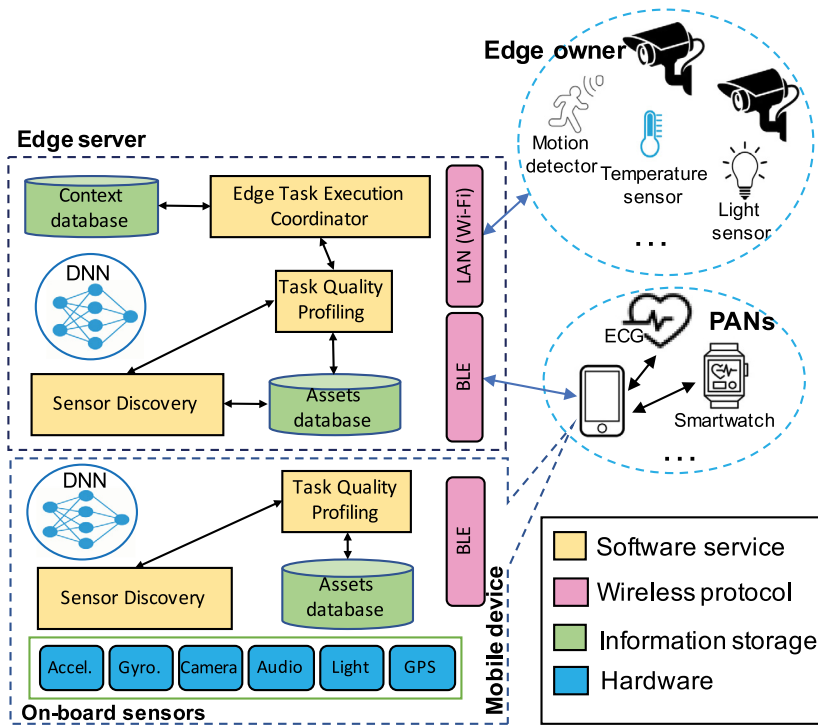 Edge owner
Motion
detector
Temperature
sensor
Light
sensor
...
Edge server
Context
database
Edge Task Execution
Coordinator
LAN (Wi-Fi)
DNN
Task Quality
Profiling
Sensor Discovery
Assets
database
BLE
PANs
ECG
Smartwatch
...
DNN
Task Quality
Profiling
Sensor Discovery
Assets
database
BLE
Mobile device
Accel.
Gyro.
Camera
Audio
Light
GPS
On-board sensors
Software service
Wireless protocol
Information storage
Hardware